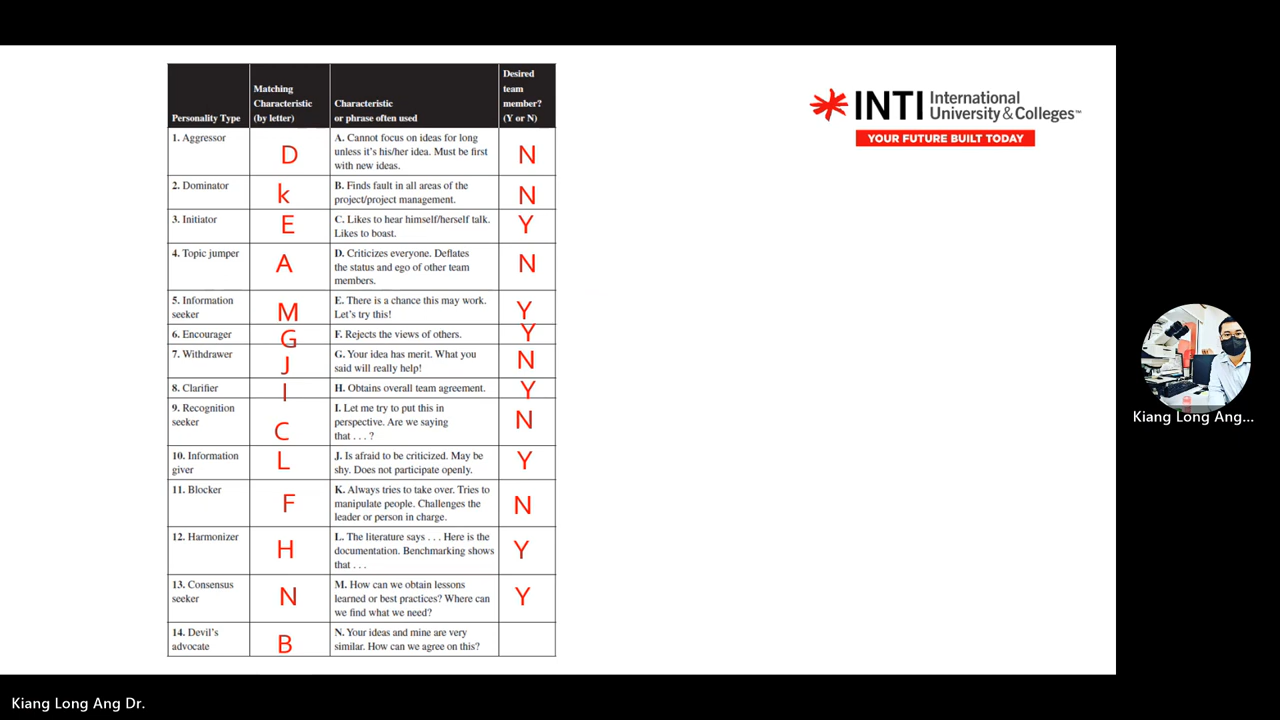 INTI International
University & Colleges™
YOUR FUTURE BUILT TODAY
Personality Type
Matching
Characteristic
(by letter)
Characteristic
or phrase often used
Desired
team
member?
(Y or N)
1. Aggressor
D
A. Cannot focus on ideas for long
unless it's his/her idea. Must be first
with new ideas.
N
2. Dominator
k
B. Finds fault in all areas of the
project/project management.
N
3. Initiator
E
C. Likes to hear himself/herself talk.
Likes to boast.
Y
4. Topic jumper
A
D. Criticizes everyone. Deflates
the status and ego of other team
members.
N
5. Information
seeker
M
E. There is a chance this may work.
Let's try this!
Y
6. Encourager
G
F. Rejects the views of others.
Y
7. Withdrawer
J
G. Your idea has merit. What you
said will really help!
N
8. Clarifier
I
H. Obtains overall team agreement.
Y
9. Recognition
seeker
C
I. Let me try to put this in
perspective. Are we saying
that . . . ?
N
10. Information
giver
L
J. Is afraid to be criticized. May be
shy. Does not participate openly.
Y
11. Blocker
F
K. Always tries to take over. Tries to
manipulate people. Challenges the
leader or person in charge.
N
12. Harmonizer
H
L. The literature says . . . Here is the
documentation. Benchmarking shows
that . . .
Y
13. Consensus
seeker
N
M. How can we obtain lessons
learned or best practices? Where can
we find what we need?
Y
14. Devil's
advocate
B
N. Your ideas and mine are very
similar. How can we agree on this?
Kiang Long Ang...
Kiang Long Ang Dr.